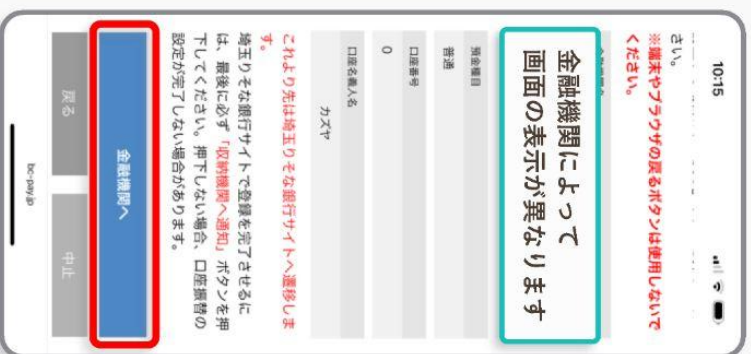 10:15
さい。
※端末やブラウザの戻るボタンは使用しないで
ください。
金融機関によって
画面の表示が異なります
預金種目
普通
口座番号
0
口座名義人名
カズヤ
これより先は埼玉りそな銀行サイトへ遷移しま
す。
埼玉りそな銀行サイトで登録を完了させるに
は、最後に必ず「収納機関へ通知」ボタンを押
下してください。押下しない場合、口座振替の
設定が完了しない場合があります。
金融機関へ
戻る
中止
bc-pay.jp